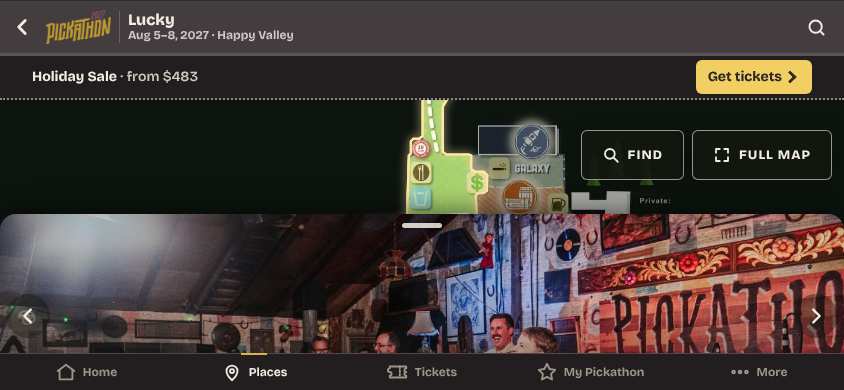 PICKATHON
Lucky
Aug 5–8, 2027 · Happy Valley
Holiday Sale · from $483
Get tickets
GALAXY
$
FIND
FULL MAP
Private:
PICKATHO
Home
Places
Tickets
My Pickathon
More